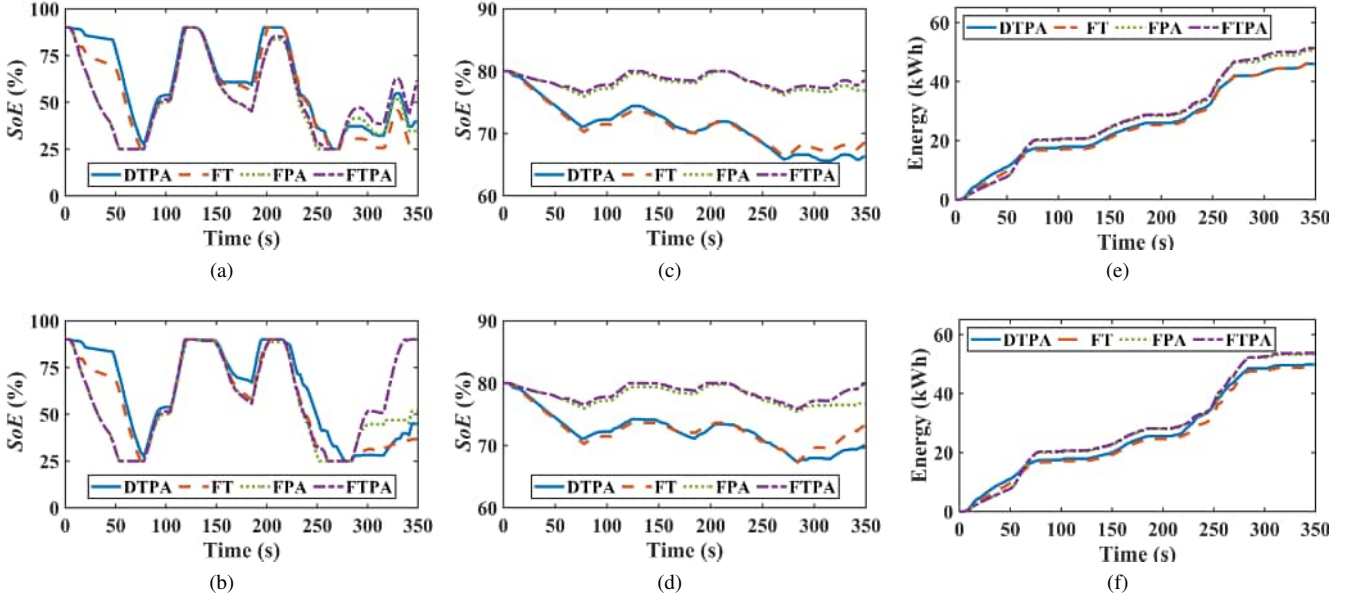 100
75
50
25
0
SoE (%)
DTPA FT FPA FTPA
0 50 100 150 200 250 300 350
Time (s)
(a)
90
80
70
60
SoE (%)
DTPA FT FPA FTPA
0 50 100 150 200 250 300 350
Time (s)
(c)
60
40
20
0
Energy (kWh)
DTPA FT FPA FTPA
0 50 100 150 200 250 300 350
Time (s)
(e)
100
75
50
25
0
SoE (%)
DTPA FT FPA FTPA
0 50 100 150 200 250 300 350
Time (s)
(b)
90
80
70
60
SoE (%)
DTPA FT FPA FTPA
0 50 100 150 200 250 300 350
Time (s)
(d)
60
40
20
0
Energy (kWh)
DTPA FT FPA FTPA
0 50 100 150 200 250 300 350
Time (s)
(f)